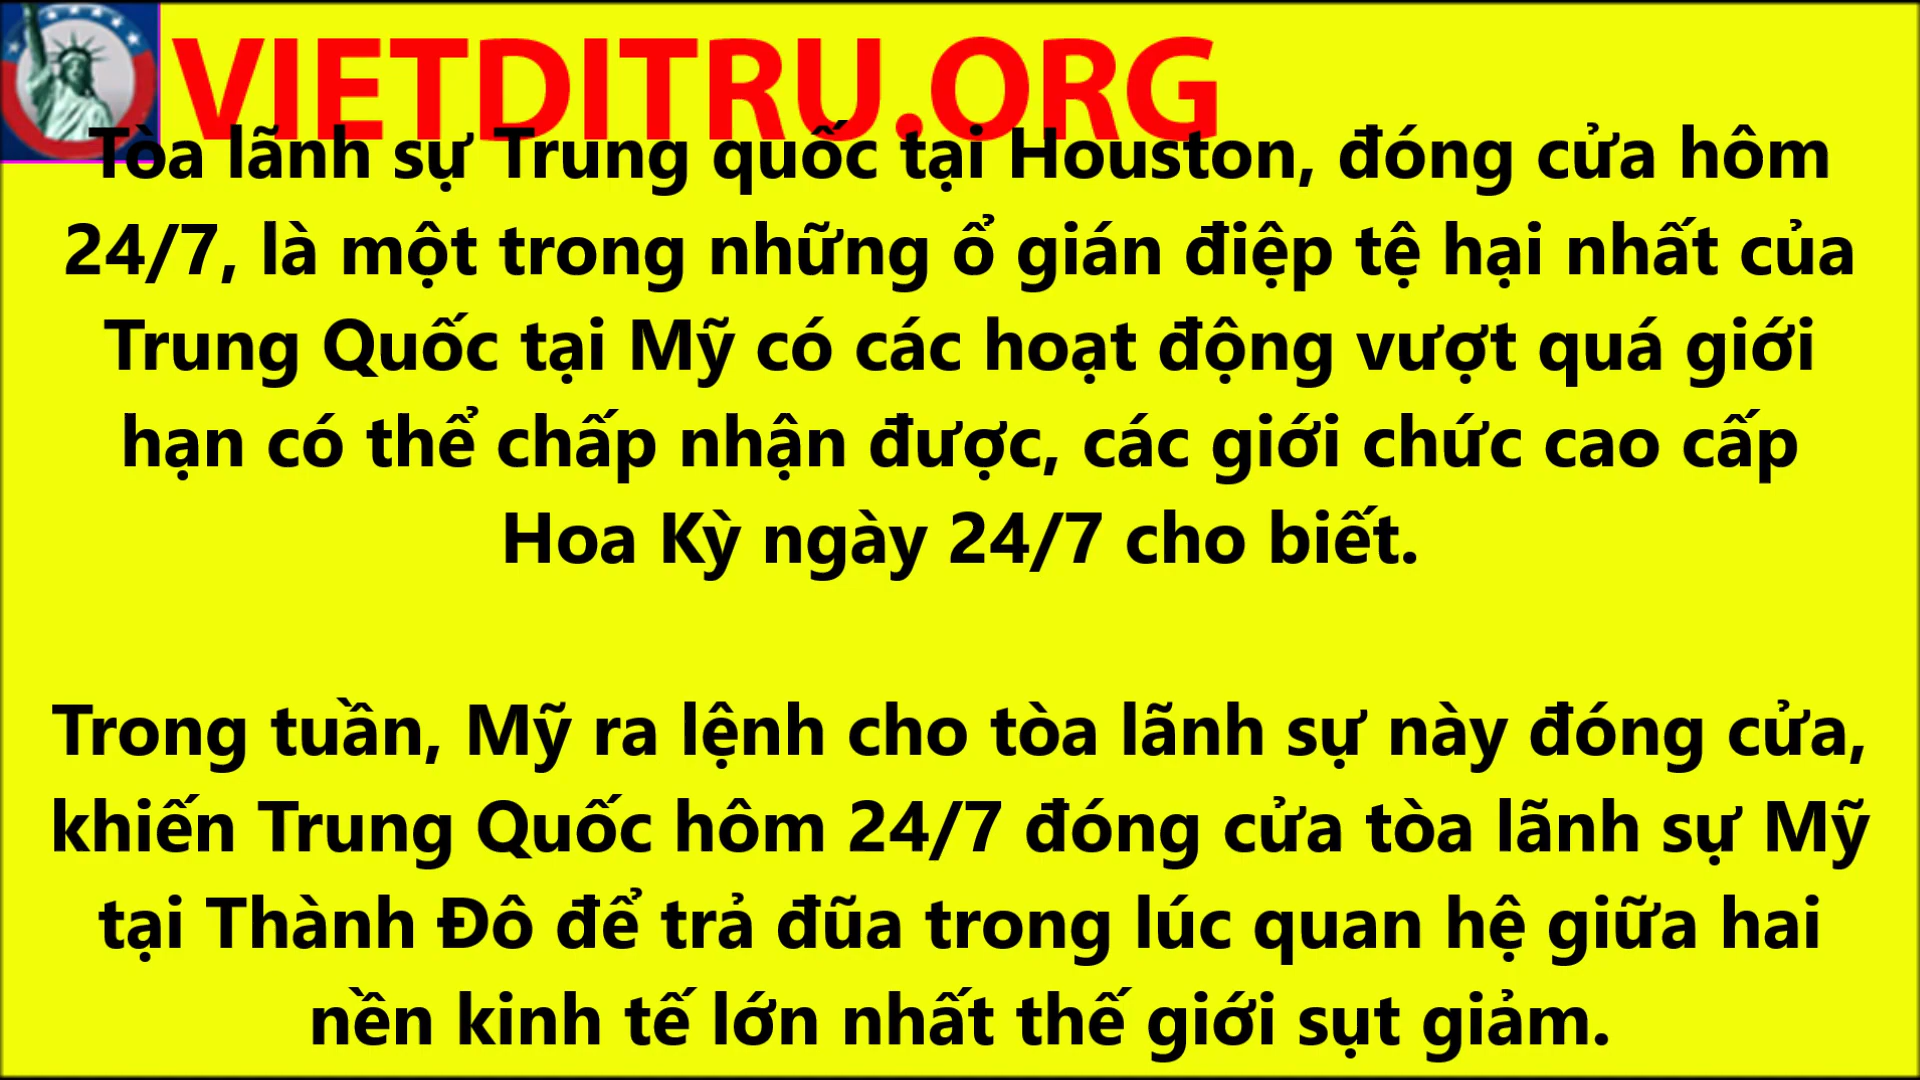 VIETDITRU.ORG
Tòa lãnh sự Trung quốc tại Houston, đóng cửa hôm
24/7, là một trong những ổ gián điệp tệ hại nhất của
Trung Quốc tại Mỹ có các hoạt động vượt quá giới
hạn có thể chấp nhận được, các giới chức cao cấp
Hoa Kỳ ngày 24/7 cho biết.
Trong tuần, Mỹ ra lệnh cho tòa lãnh sự này đóng cửa,
khiến Trung Quốc hôm 24/7 đóng cửa tòa lãnh sự Mỹ
tại Thành Đô để trả đũa trong lúc quan hệ giữa hai
nền kinh tế lớn nhất thế giới sụt giảm.